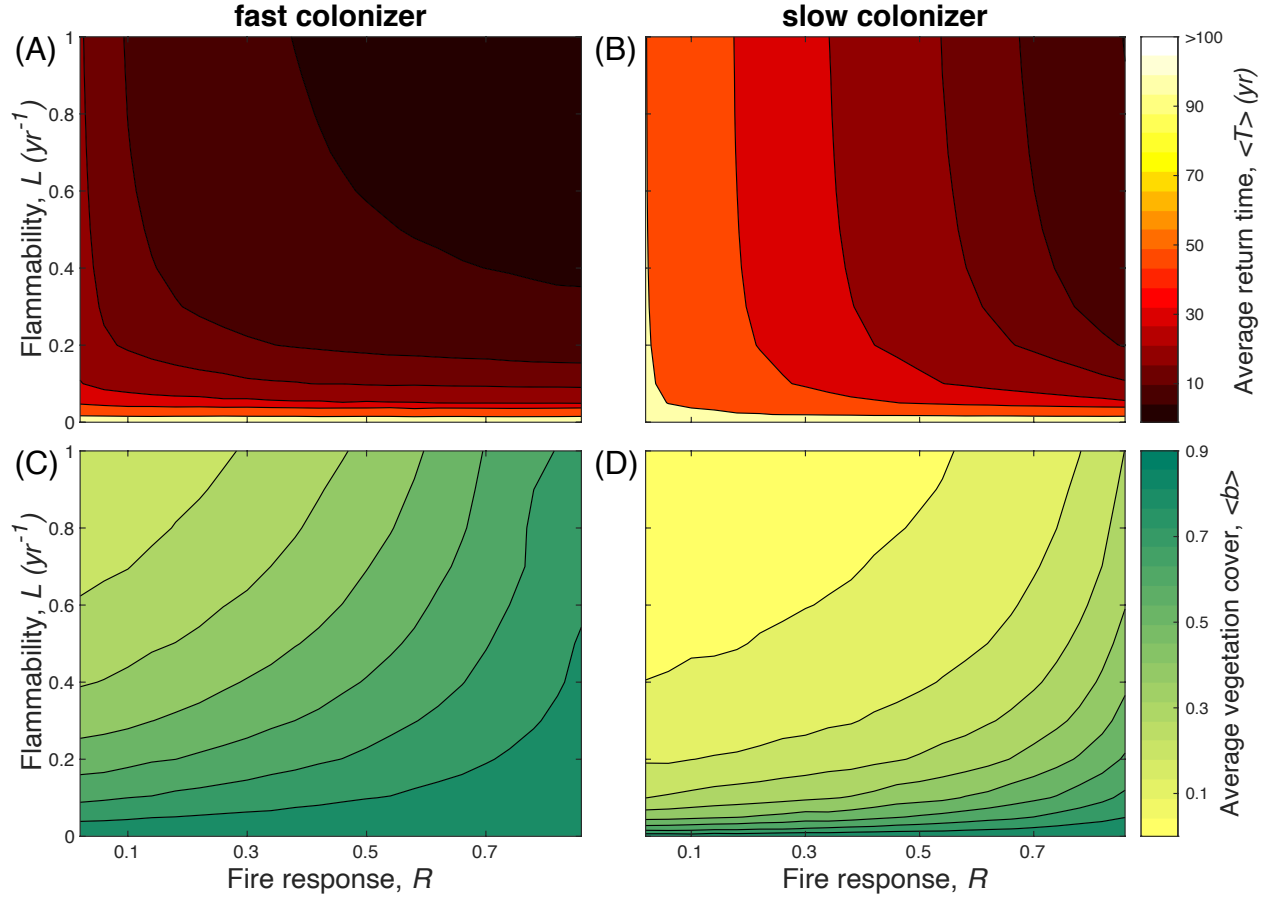 fast colonizer
slow colonizer
(A)
(B)
1
0.8
0.6
0.4
0.2
0
Flammability, L (yr-1)
>100
90
70
50
30
10
Average return time, <T> (yr)
(C)
(D)
1
0.8
0.6
0.4
0.2
0
Flammability, L (yr-1)
0.1
0.3
0.5
0.7
Fire response, R
0.1
0.3
0.5
0.7
Fire response, R
0.9
0.7
0.5
0.3
0.1
Average vegetation cover, <b>